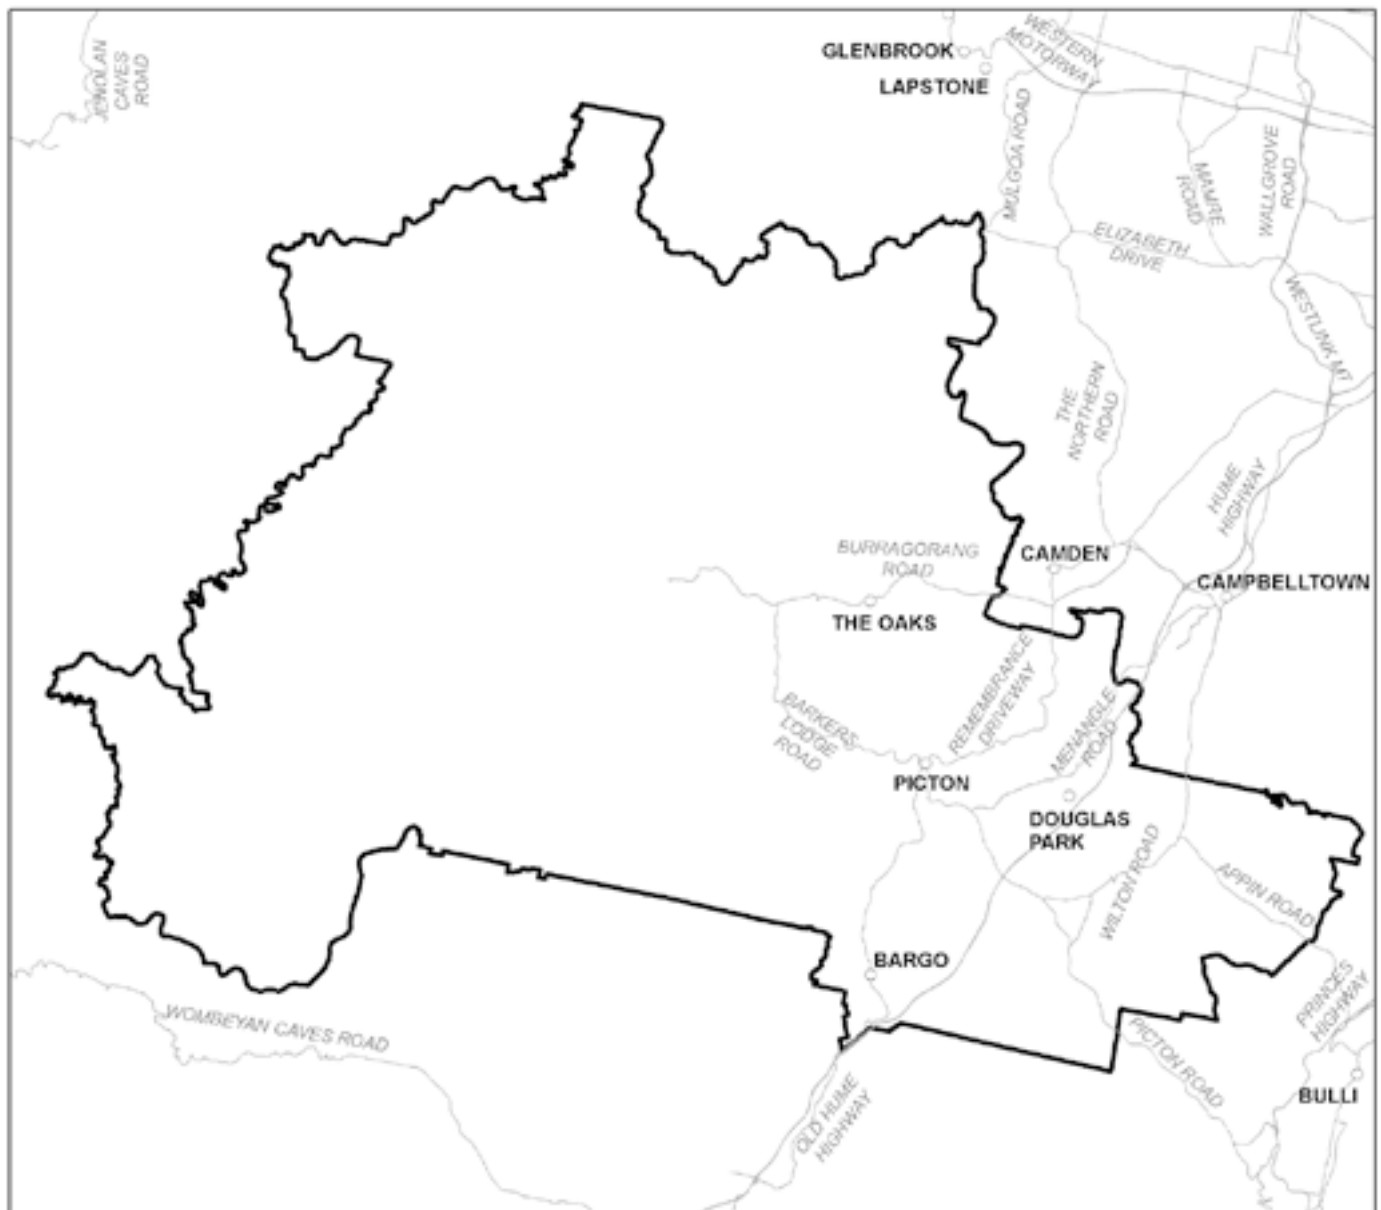 JENOLAN
CAVES
ROAD
GLENBROOK
LAPSTONE
WESTERN
MOTORWAY
MULGOA ROAD
MAMRE
ROAD
WALLGROVE
ROAD
ELIZABETH
DRIVE
WESTLINK M7
THE
NORTHERN
ROAD
HUME
HIGHWAY
BURRAGORANG
ROAD
CAMDEN
CAMPBELLTOWN
THE OAKS
REMEMBRANCE
DRIVEWAY
BARKERS
LODGE
ROAD
MENANGLE
ROAD
PICTON
DOUGLAS
PARK
WILTON ROAD
APPIN ROAD
BARGO
PRINCES
HIGHWAY
WOMBEYAN CAVES ROAD
PICTON ROAD
OLD HUME
HIGHWAY
BULLI